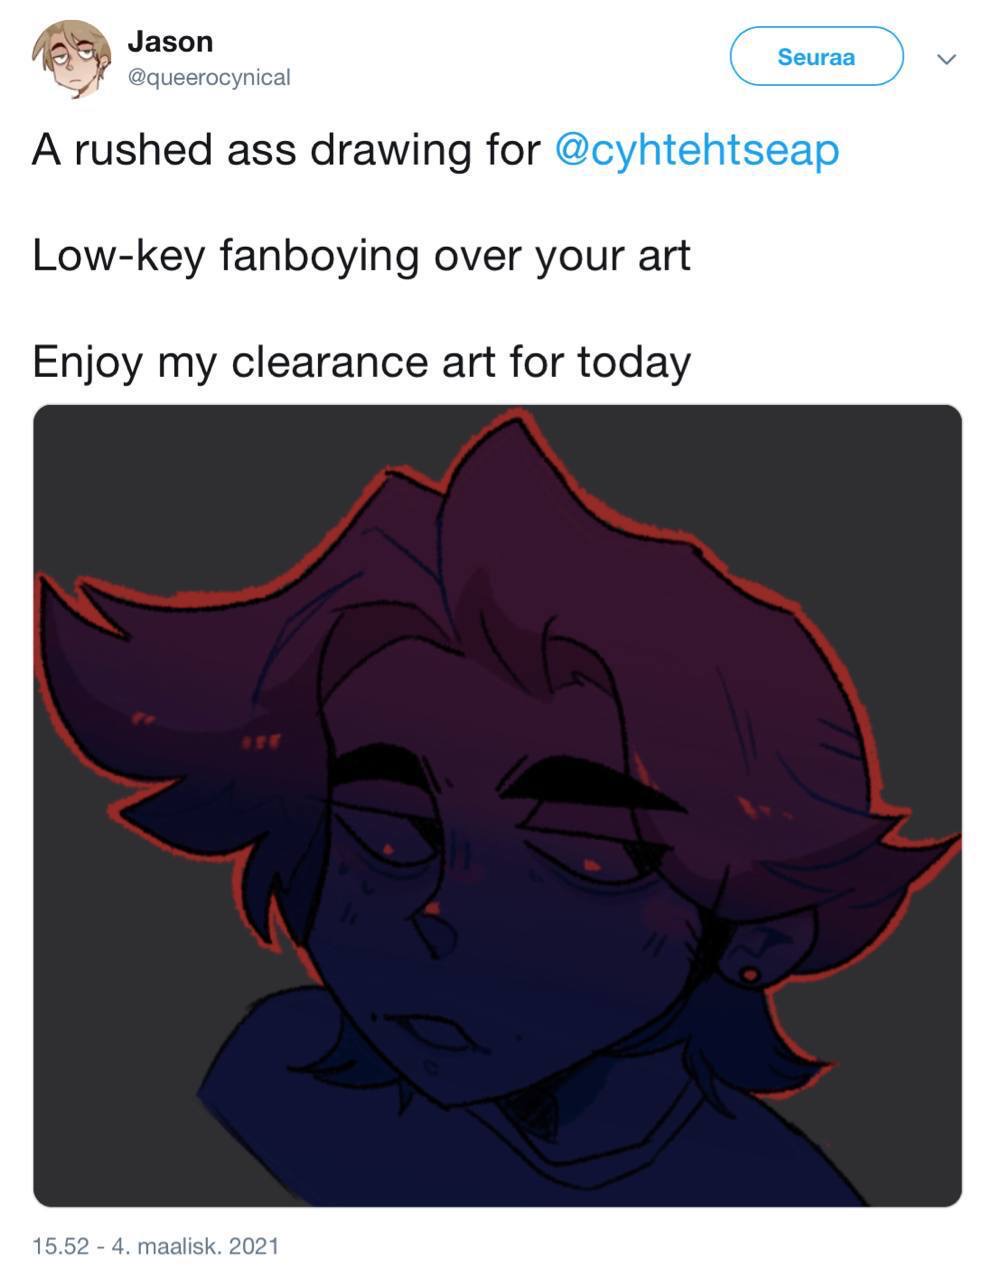 Jason
@queerocynical
Seuraa
A rushed ass drawing for @cyhtehtseap
Low-key fanboying over your art
Enjoy my clearance art for today
15.52 - 4. maalisk. 2021